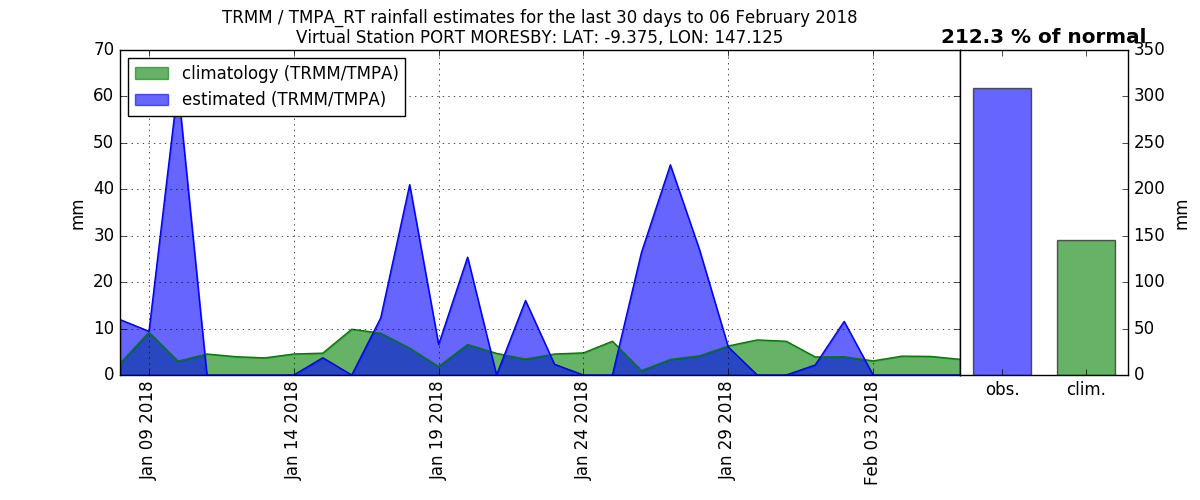 TRMM / TMPA_RT rainfall estimates for the last 30 days to 06 February 2018
Virtual Station PORT MORESBY: LAT: -9.375, LON: 147.125
212.3 % of normal
climatology (TRMM/TMPA)
estimated (TRMM/TMPA)
70
60
50
40
30
20
10
0
mm
Jan 09 2018
Jan 14 2018
Jan 19 2018
Jan 24 2018
Jan 29 2018
Feb 03 2018
obs.
clim.
350
300
250
200
150
100
50
0
mm